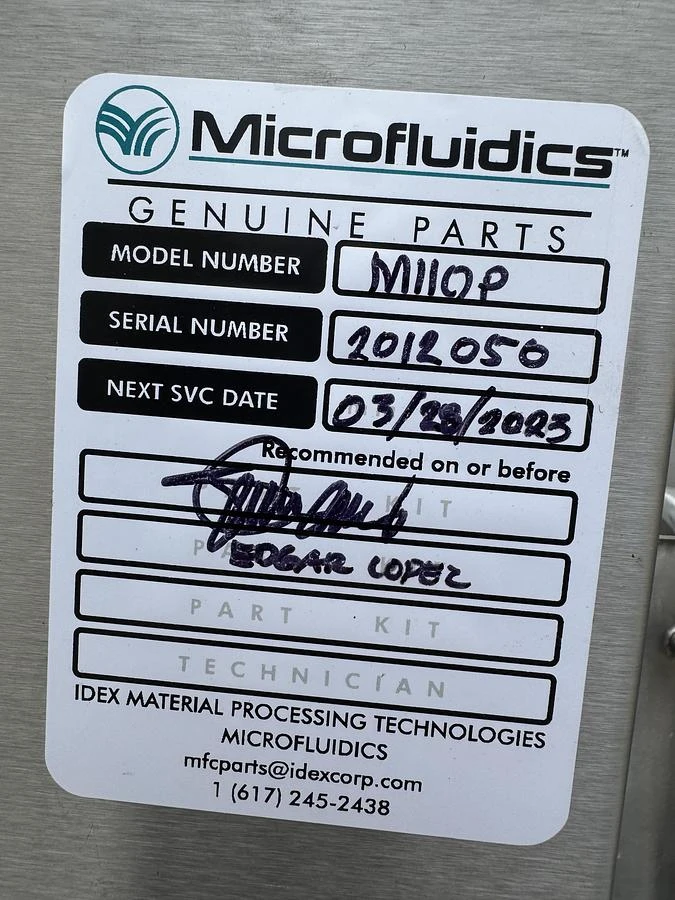 Microfluidics™
GENUINE PARTS
MODEL NUMBER M110P
SERIAL NUMBER 2012050
NEXT SVC DATE 03/28/2023
Recommended on or before
KIT
EDGAR LOPEZ
PART KIT
TECHNICIAN
IDEX MATERIAL PROCESSING TECHNOLOGIES
MICROFLUIDICS
mfcparts@idexcorp.com
1 (617) 245-2438